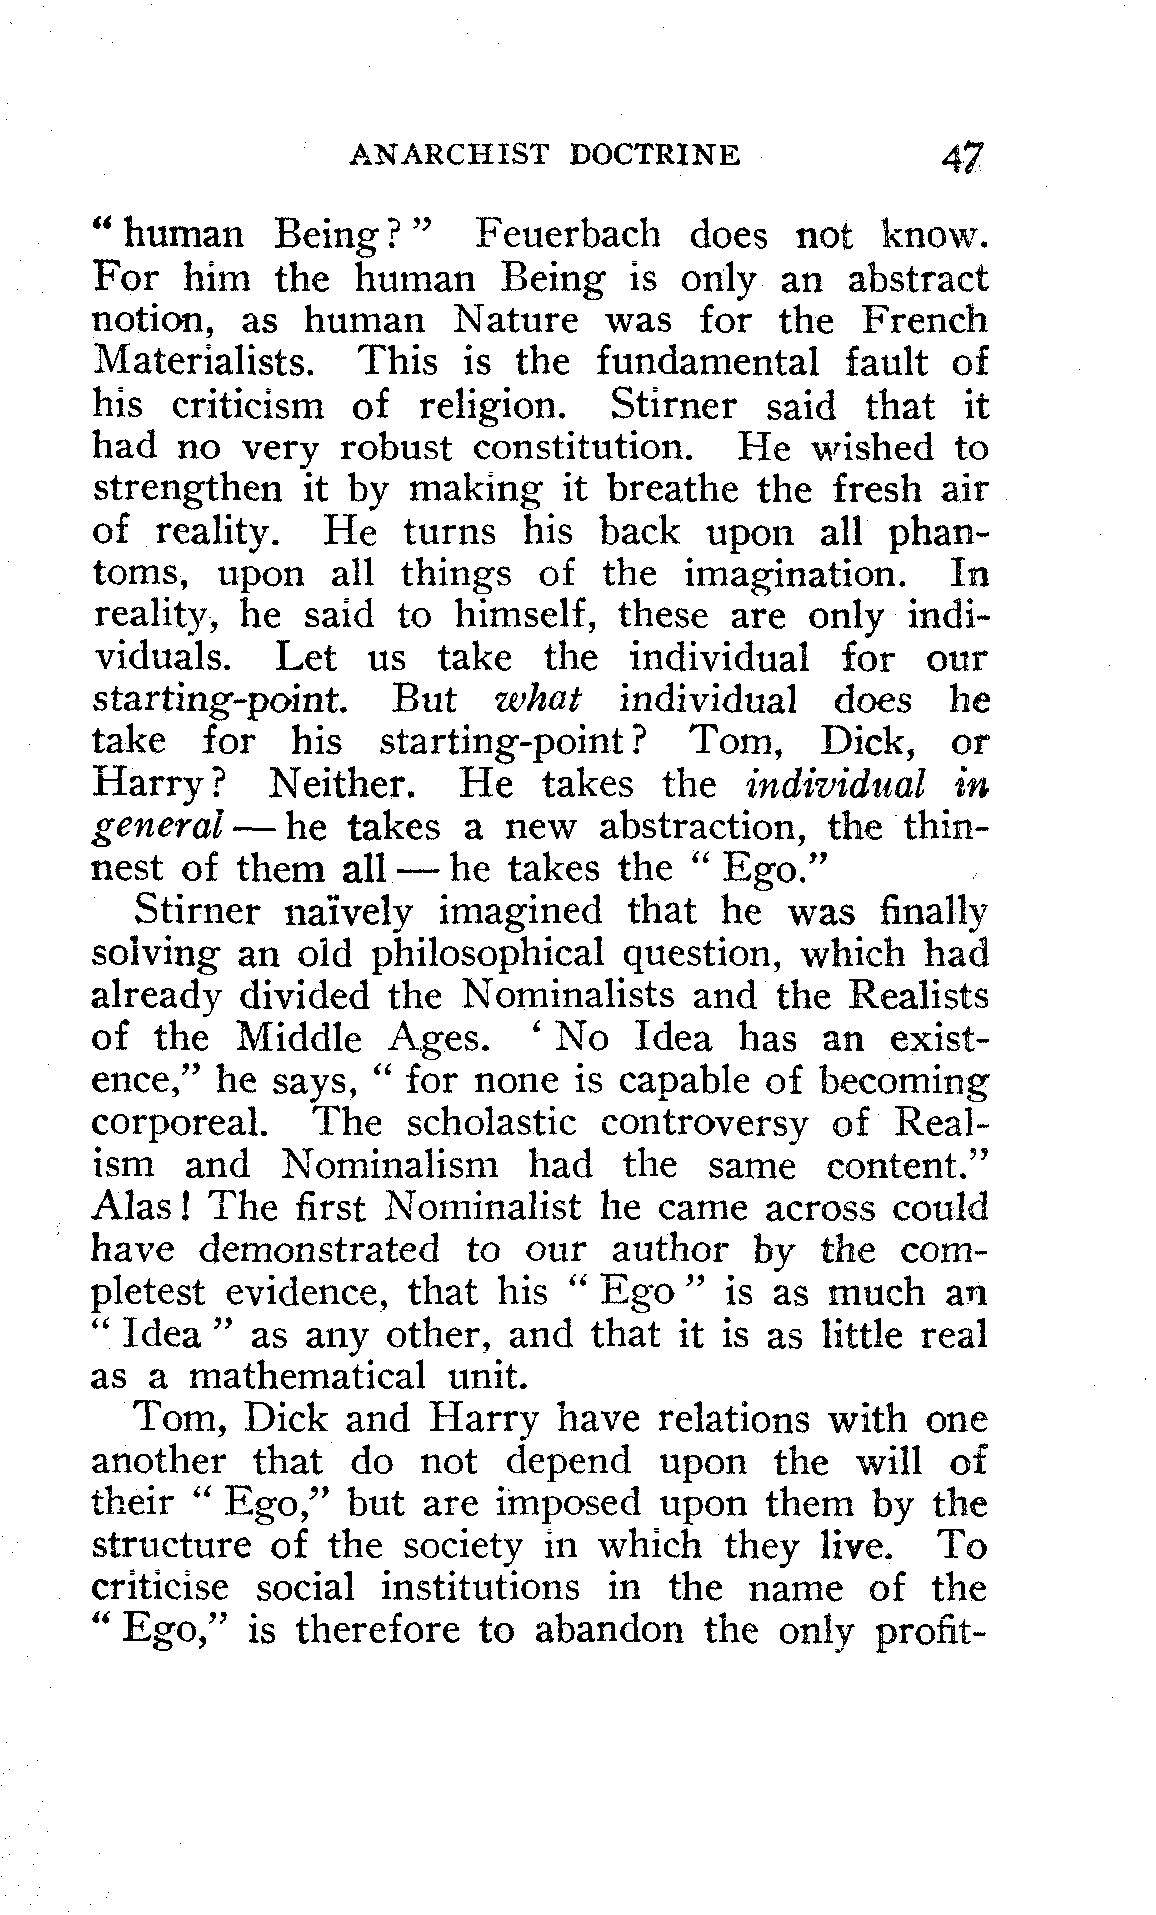 ANARCHIST DOCTRINE 47
“ human Being? ” Feuerbach does not know.
For him the human Being is only an abstract
notion, as human Nature was for the French
Materialists. This is the fundamental fault of
his criticism of religion. Stirner said that it
had no very robust constitution. He wished to
strengthen it by making it breathe the fresh air
of reality. He turns his back upon all phan-
toms, upon all things of the imagination. In
reality, he said to himself, these are only indi-
viduals. Let us take the individual for our
starting-point. But what individual does he
take for his starting-point? Tom, Dick, or
Harry? Neither. He takes the individual in
general — he takes a new abstraction, the thin-
nest of them all — he takes the “ Ego.”
Stirner naïvely imagined that he was finally
solving an old philosophical question, which had
already divided the Nominalists and the Realists
of the Middle Ages. ‘ No Idea has an exist-
ence,” he says, “ for none is capable of becoming
corporeal. The scholastic controversy of Real-
ism and Nominalism had the same content.”
Alas! The first Nominalist he came across could
have demonstrated to our author by the com-
pletest evidence, that his “ Ego ” is as much an
“ Idea ” as any other, and that it is as little real
as a mathematical unit.
Tom, Dick and Harry have relations with one
another that do not depend upon the will of
their “ Ego,” but are imposed upon them by the
structure of the society in which they live. To
criticise social institutions in the name of the
“ Ego,” is therefore to abandon the only profit-